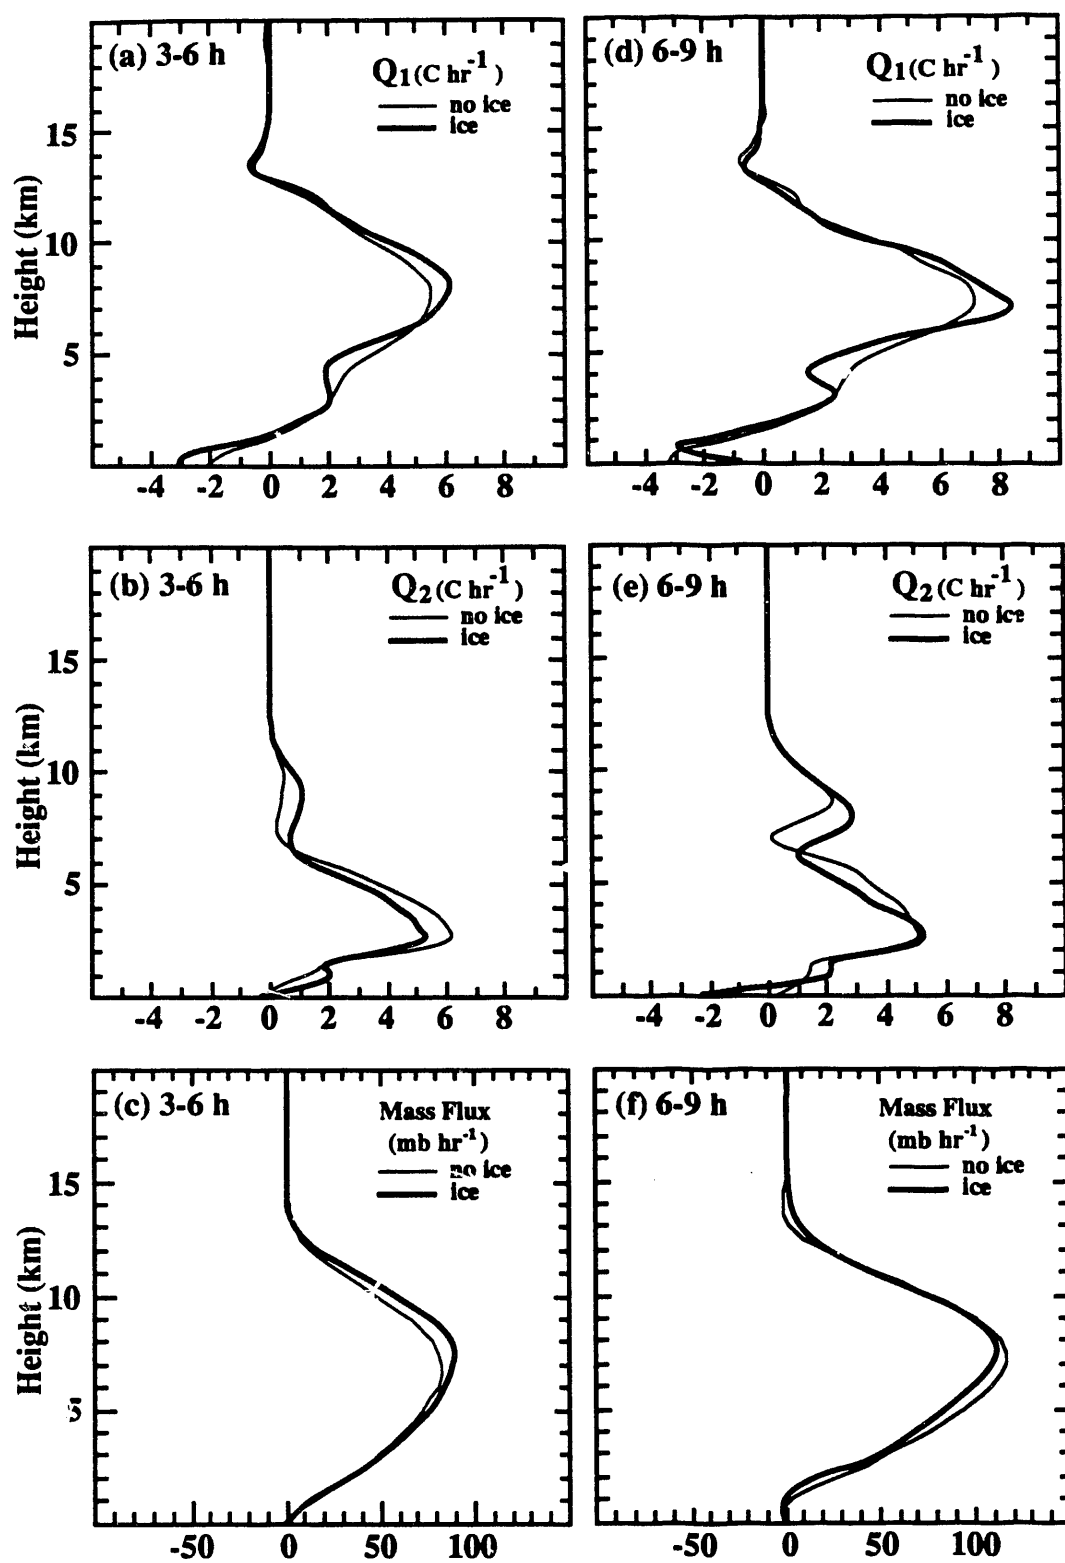 (a) 3-6 h
Q1 (C hr-1)
no ice
ice
15
10
5
Height (km)
-4 -2 0 2 4 6 8
(d) 6-9 h
Q1 (C hr-1)
no ice
ice
-4 -2 0 2 4 6 8
(b) 3-6 h
Q2 (C hr-1)
no ice
ice
15
10
5
Height (km)
-4 -2 0 2 4 6 8
(e) 6-9 h
Q2 (C hr-1)
no ice
ice
-4 -2 0 2 4 6 8
(c) 3-6 h
Mass Flux
(mb hr-1)
no ice
ice
15
10
5
Height (km)
-50 0 50 100
(f) 6-9 h
Mass Flux
(mb hr-1)
no ice
ice
-50 0 50 100